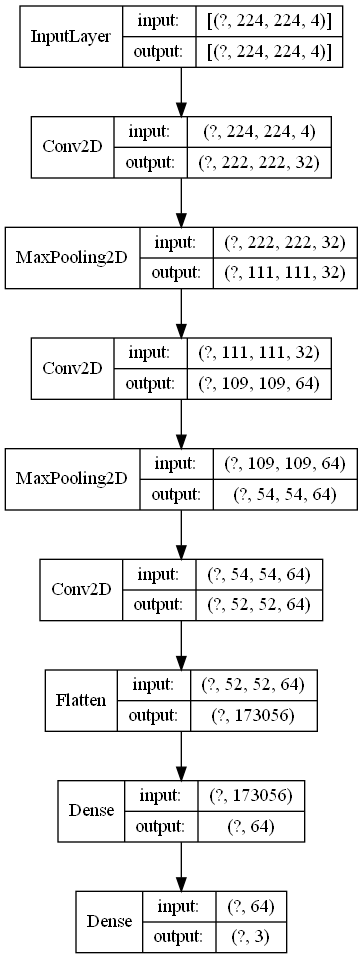 InputLayer
input: [(?, 224, 224, 4)]
output: [(?, 224, 224, 4)]
Conv2D
input: (?, 224, 224, 4)
output: (?, 222, 222, 32)
MaxPooling2D
input: (?, 222, 222, 32)
output: (?, 111, 111, 32)
Conv2D
input: (?, 111, 111, 32)
output: (?, 109, 109, 64)
MaxPooling2D
input: (?, 109, 109, 64)
output: (?, 54, 54, 64)
Conv2D
input: (?, 54, 54, 64)
output: (?, 52, 52, 64)
Flatten
input: (?, 52, 52, 64)
output: (?, 173056)
Dense
input: (?, 173056)
output: (?, 64)
Dense
input: (?, 64)
output: (?, 3)